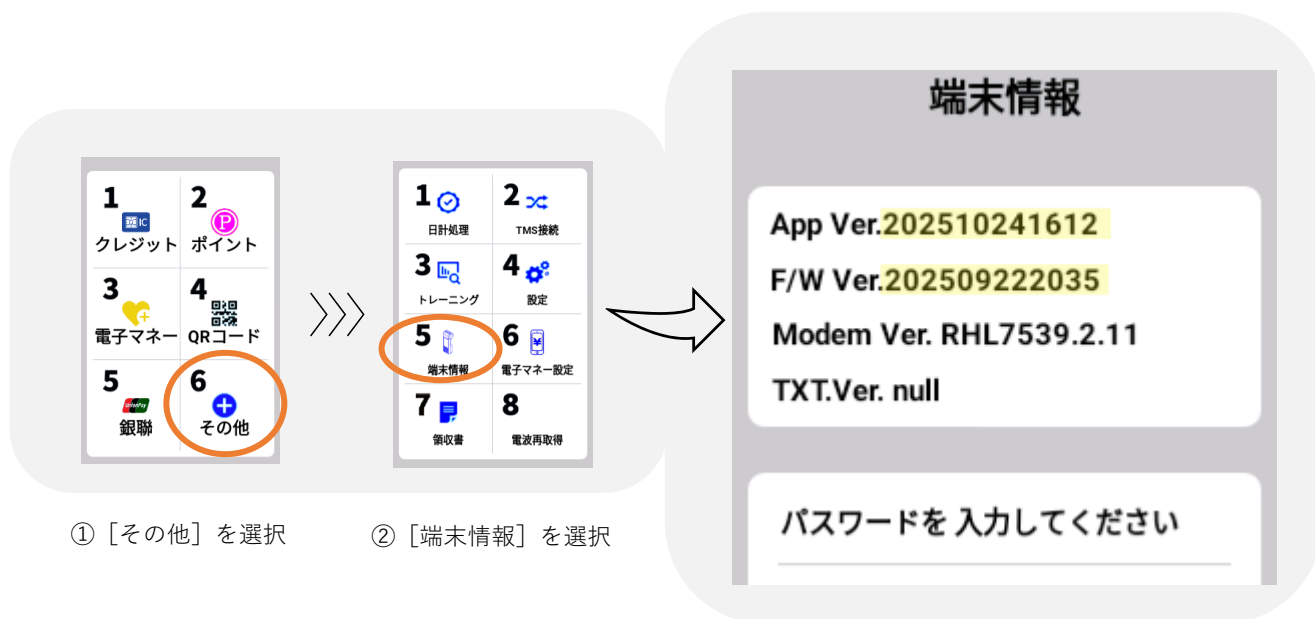 1
IC
クレジット
2
P
ポイント
3
電子マネー
4
QRコード
5
UnionPay
銀聯
6
その他
1
日計処理
2
TMS接続
3
トレーニング
4
設定
5
端末情報
6
電子マネー設定
7
領収書
8
電波再取得
① [その他] を選択
② [端末情報] を選択
端末情報
App Ver.202510241612
F/W Ver.202509222035
Modem Ver. RHL7539.2.11
TXT.Ver. null
パスワードを 入力してください